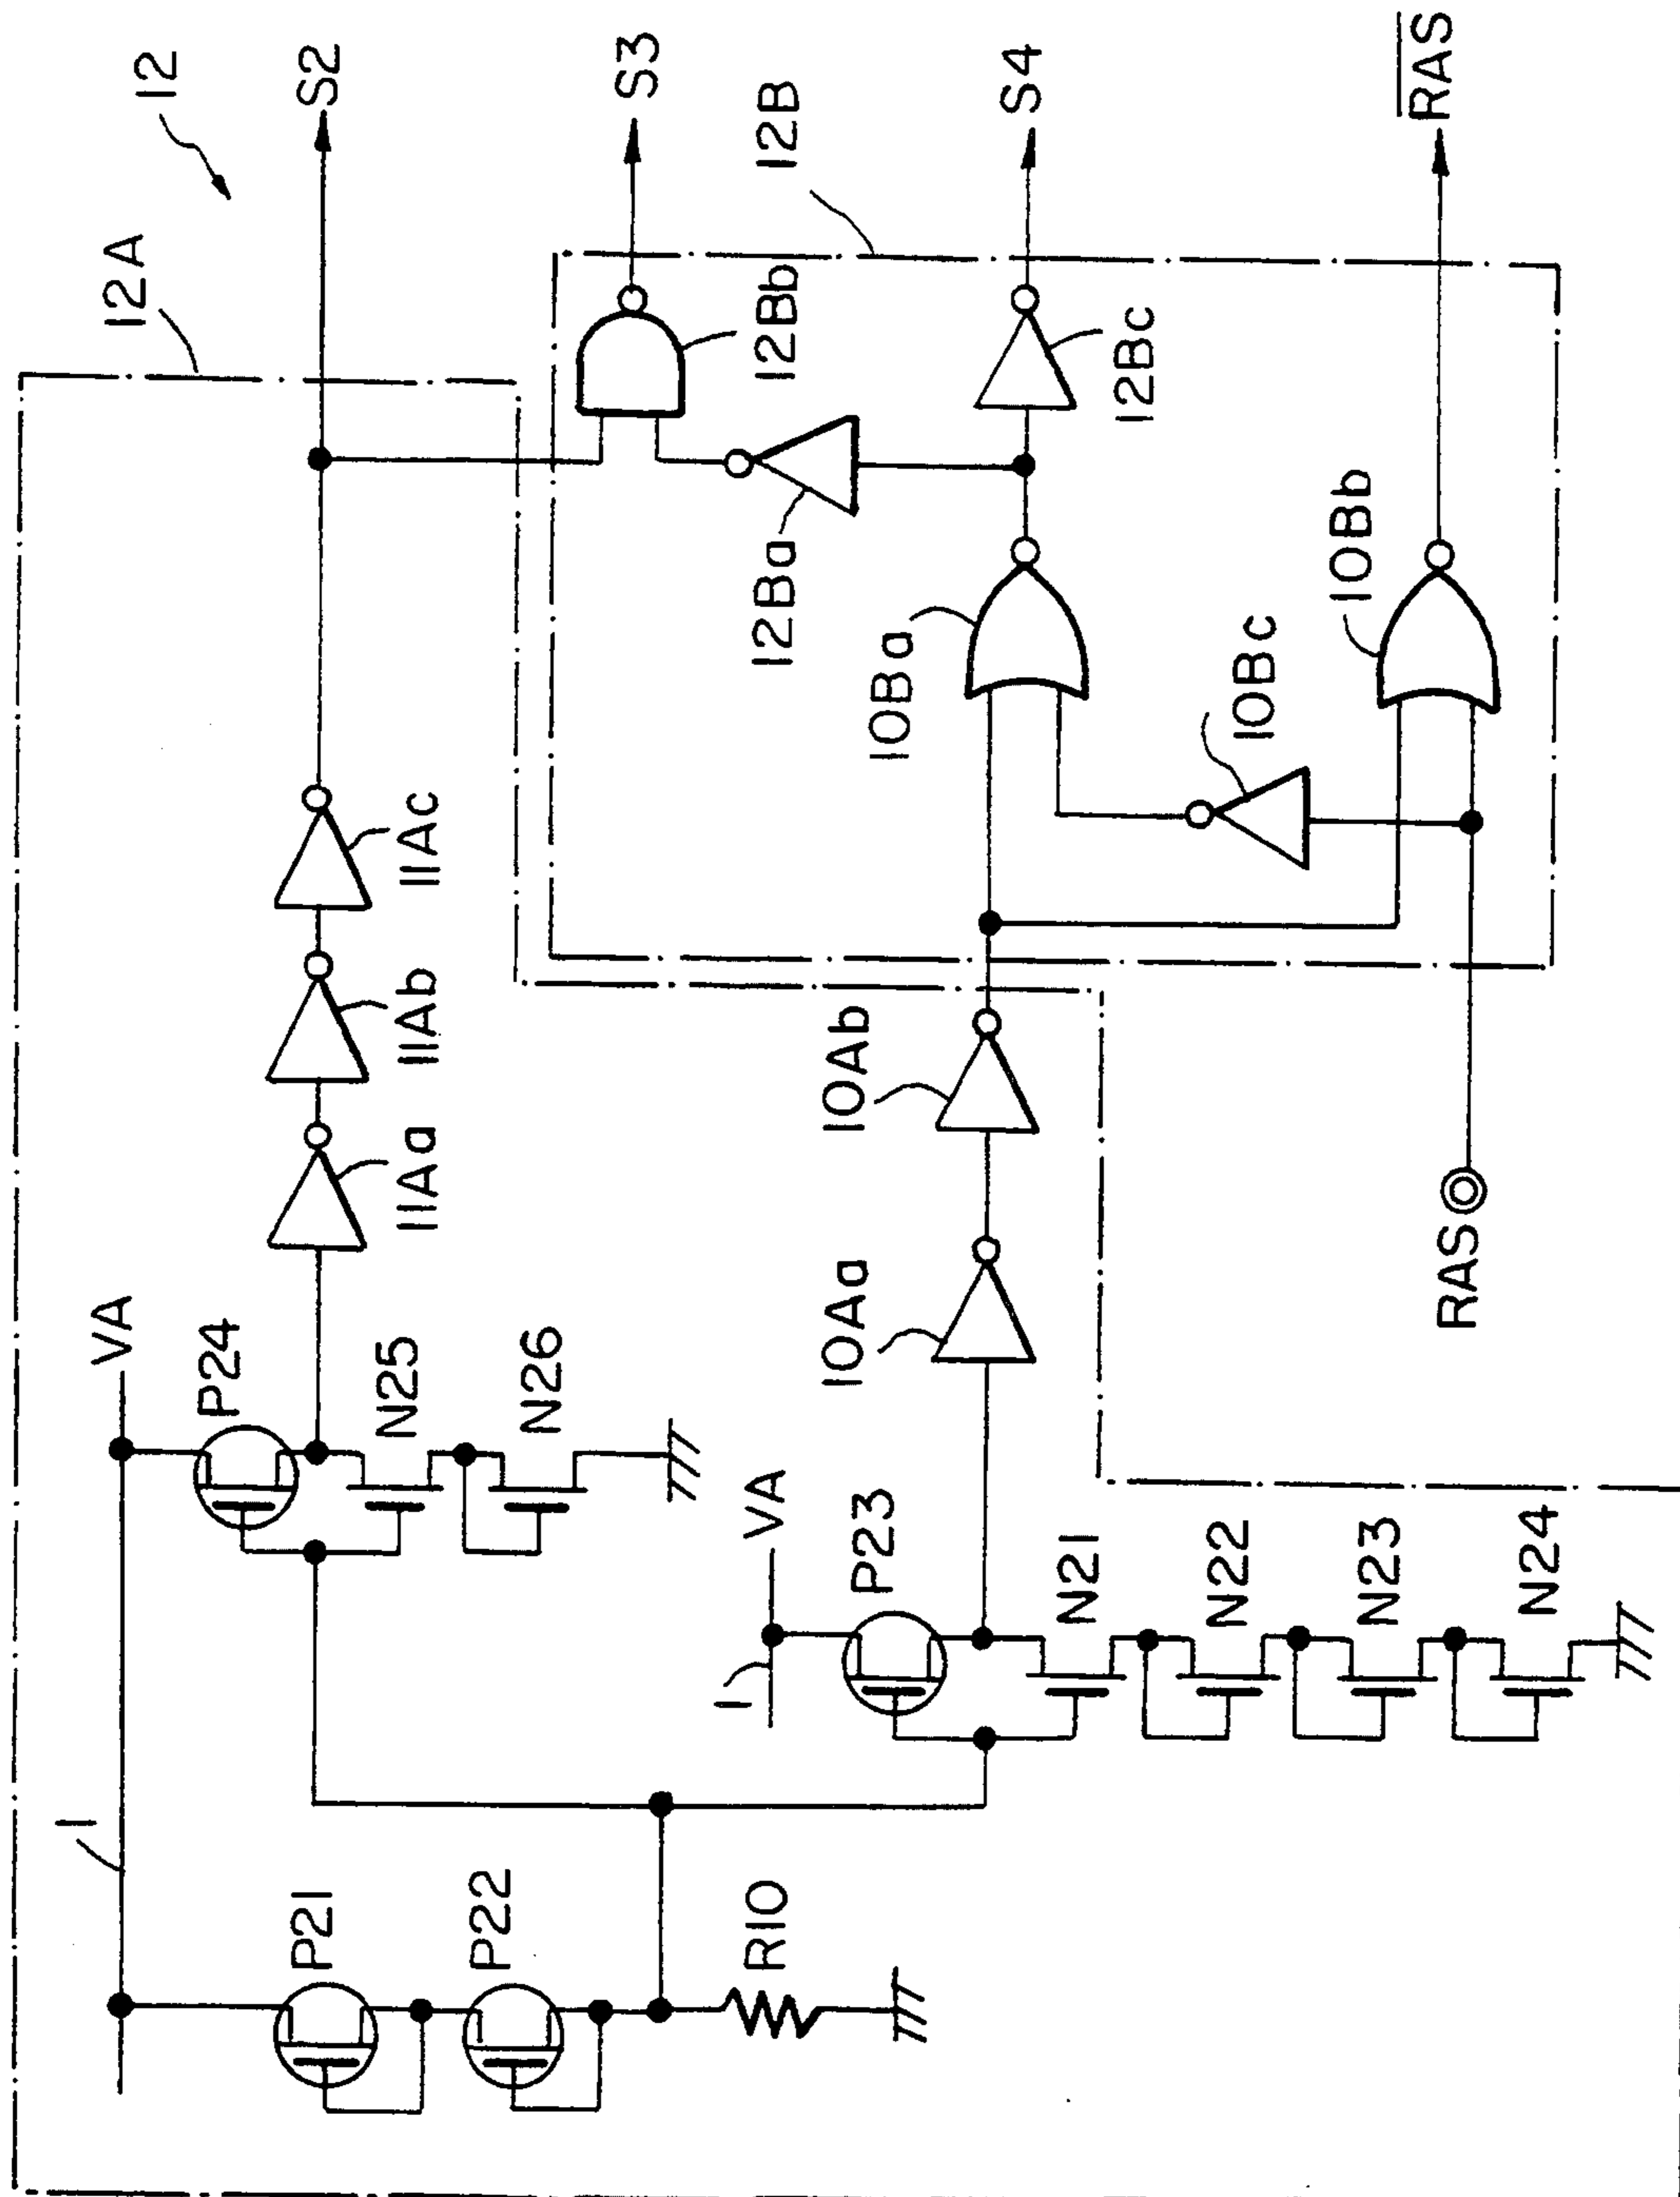 12
12A
S2
S3
12B
S4
RAS
12Bb
12Bc
12Ba
10Ba
10Bb
10Bc
11Ac
11Ab
11Aa
10Ab
10Aa
RAS
VA
P24
N25
N26
VA
P23
1
N21
N22
N23
N24
1
P21
P22
R10